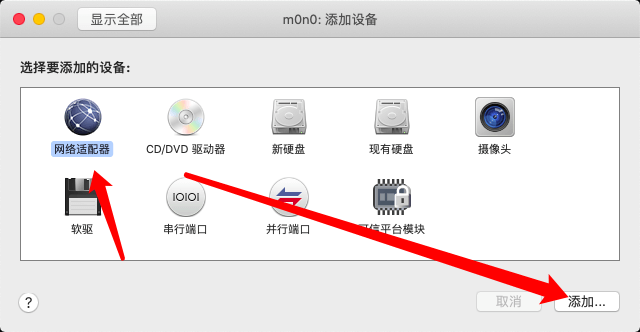 显示全部
m0n0: 添加设备
选择要添加的设备:
网络适配器
CD/DVD 驱动器
新硬盘
现有硬盘
摄像头
软驱
IOIOI
串行端口
并行端口
信平台模块
?
取消
添加...